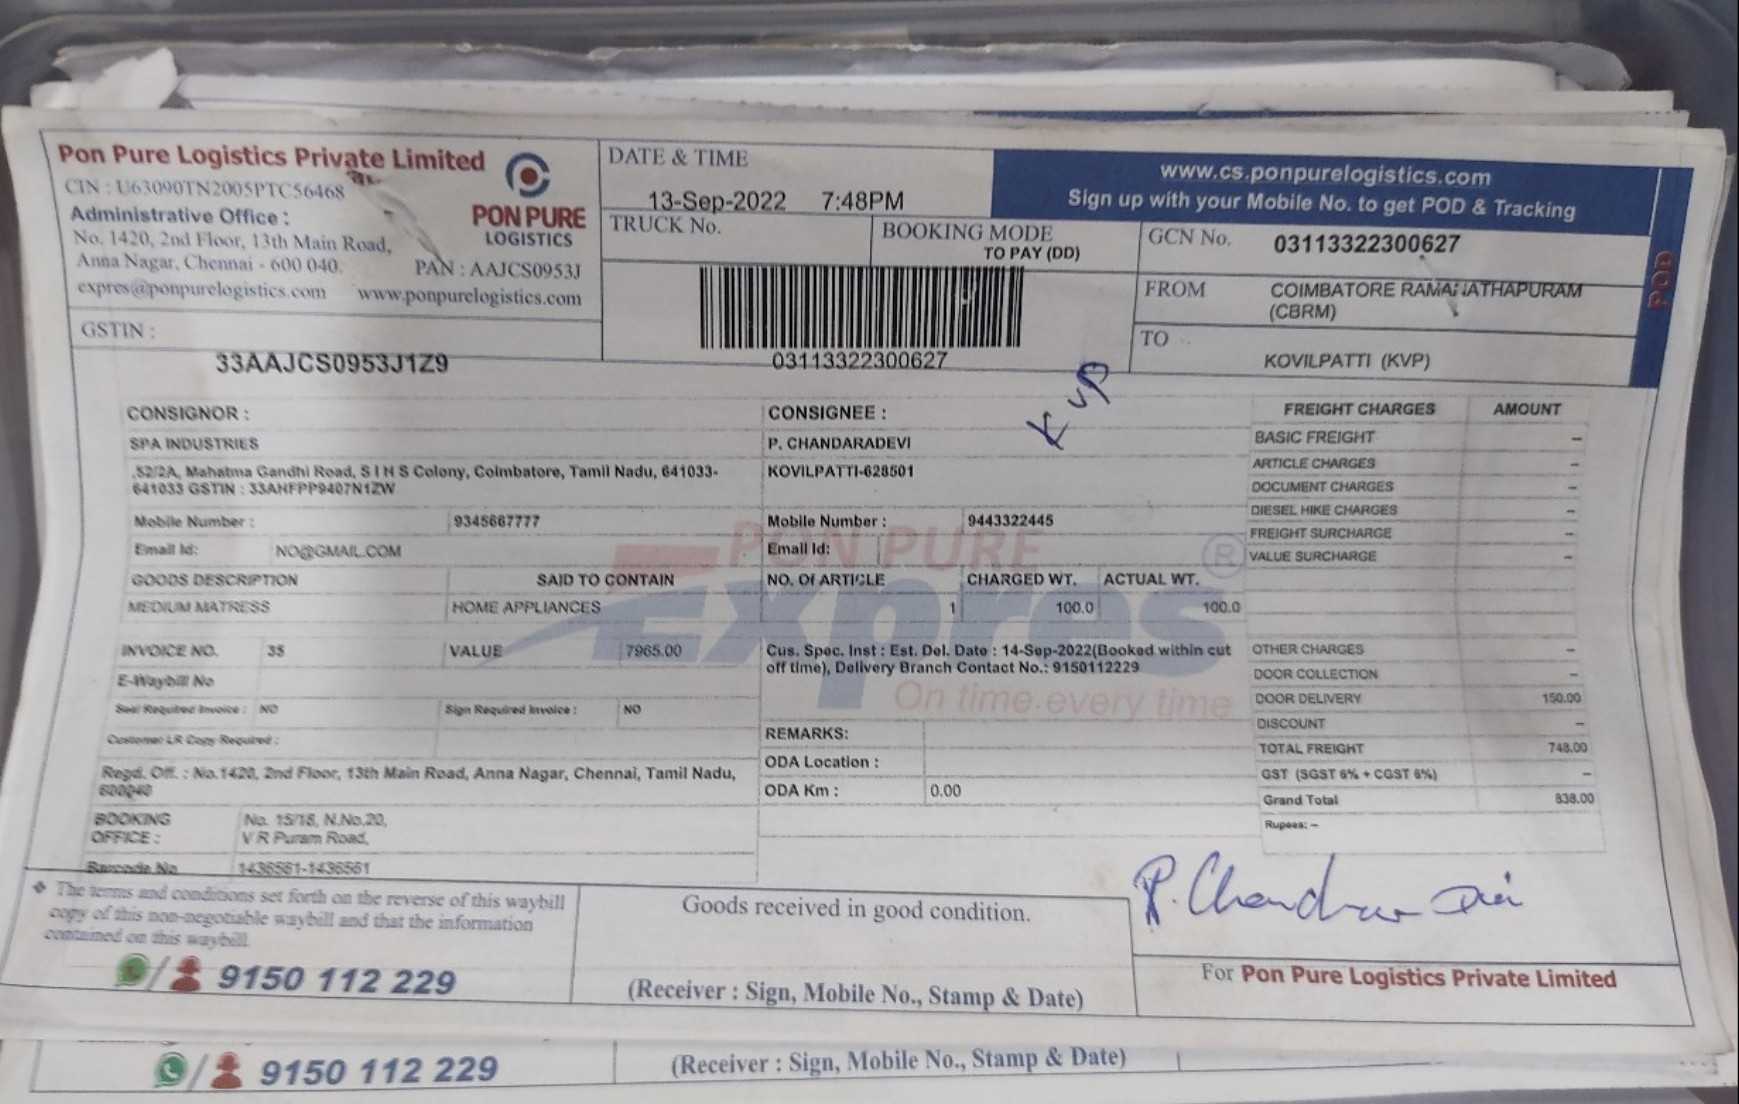 Pon Pure Logistics Private Limited
CIN : U63090TN2005PTC56468
Administrative Office :
No. 1420, 2nd Floor, 13th Main Road,
Anna Nagar, Chennai - 600 040.
PAN : AAJCS0953J
expres@ponpurelogistics.com www.ponpurelogistics.com
PON PURE
LOGISTICS
GSTIN :
33AAJCS0953J1Z9
DATE & TIME
13-Sep-2022 7:48PM
TRUCK No.
BOOKING MODE
TO PAY (DD)
03113322300627
www.cs.ponpurelogistics.com
Sign up with your Mobile No. to get POD & Tracking
GCN No. 03113322300627
FROM COIMBATORE RAMANATHAPURAM
(CBRM)
TO
KOVILPATTI (KVP)
POD
KVP
CONSIGNOR :
SPA INDUSTRIES
,52/2A, Mahatma Gandhi Road, S I H S Colony, Coimbatore, Tamil Nadu, 641033-
641033 GSTIN : 33AHFPP9407N1ZW
Mobile Number : 9345667777
Email Id: NO@GMAIL.COM
CONSIGNEE :
P. CHANDARADEVI
KOVILPATTI-628501
Mobile Number : 9443322445
Email Id:
GOODS DESCRIPTION SAID TO CONTAIN NO. Of ARTICLE CHARGED WT. ACTUAL WT.
MEDIUM MATRESS HOME APPLIANCES 1 100.0 100.0
INVOICE NO. 35 VALUE 7965.00
E-Waybill No
Seal Required Invoice : NO Sign Required Invoice : NO
Customer LR Copy Required :
Regd. Off. : No.1420, 2nd Floor, 13th Main Road, Anna Nagar, Chennai, Tamil Nadu,
600040
BOOKING
OFFICE :
No. 15/18, N.No.20,
V R Puram Road,
Barcode No 1436561-1436561
Cus. Spec. Inst : Est. Del. Date : 14-Sep-2022(Booked within cut
off time), Delivery Branch Contact No.: 9150112229
REMARKS:
ODA Location :
ODA Km : 0.00
PON PURE
Expres
®
On time.every time
FREIGHT CHARGES AMOUNT
BASIC FREIGHT –
ARTICLE CHARGES –
DOCUMENT CHARGES –
DIESEL HIKE CHARGES –
FREIGHT SURCHARGE –
VALUE SURCHARGE –
OTHER CHARGES –
DOOR COLLECTION –
DOOR DELIVERY 150.00
DISCOUNT –
TOTAL FREIGHT 748.00
GST (SGST 6% + CGST 6%) –
Grand Total 838.00
Rupees: –
❖ The terms and conditions set forth on the reverse of this waybill
copy of this non-negotiable waybill and that the information
contained on this waybill.
9150 112 229
Goods received in good condition.
(Receiver : Sign, Mobile No., Stamp & Date)
For Pon Pure Logistics Private Limited
9150 112 229
(Receiver : Sign, Mobile No., Stamp & Date)